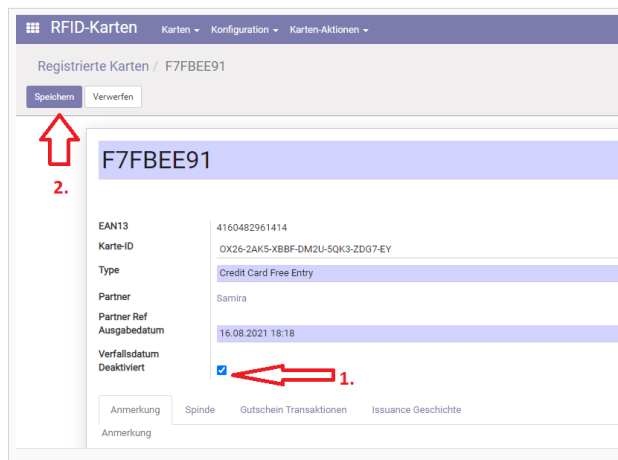 RFID-Karten Karten Konfiguration Karten-Aktionen
Registrierte Karten / F7FBEE91
Speichern Verwerfen
F7FBEE91
2.
EAN13 4160482961414
Karte-ID OX26-2AK5-XBBF-DM2U-5QK3-ZDG7-EY
Type Credit Card Free Entry
Partner Samira
Partner Ref
Ausgabedatum 16.08.2021 18:18
Verfallsdatum
Deaktiviert
1.
Anmerkung Spinde Gutschein Transaktionen Issuance Geschichte
Anmerkung